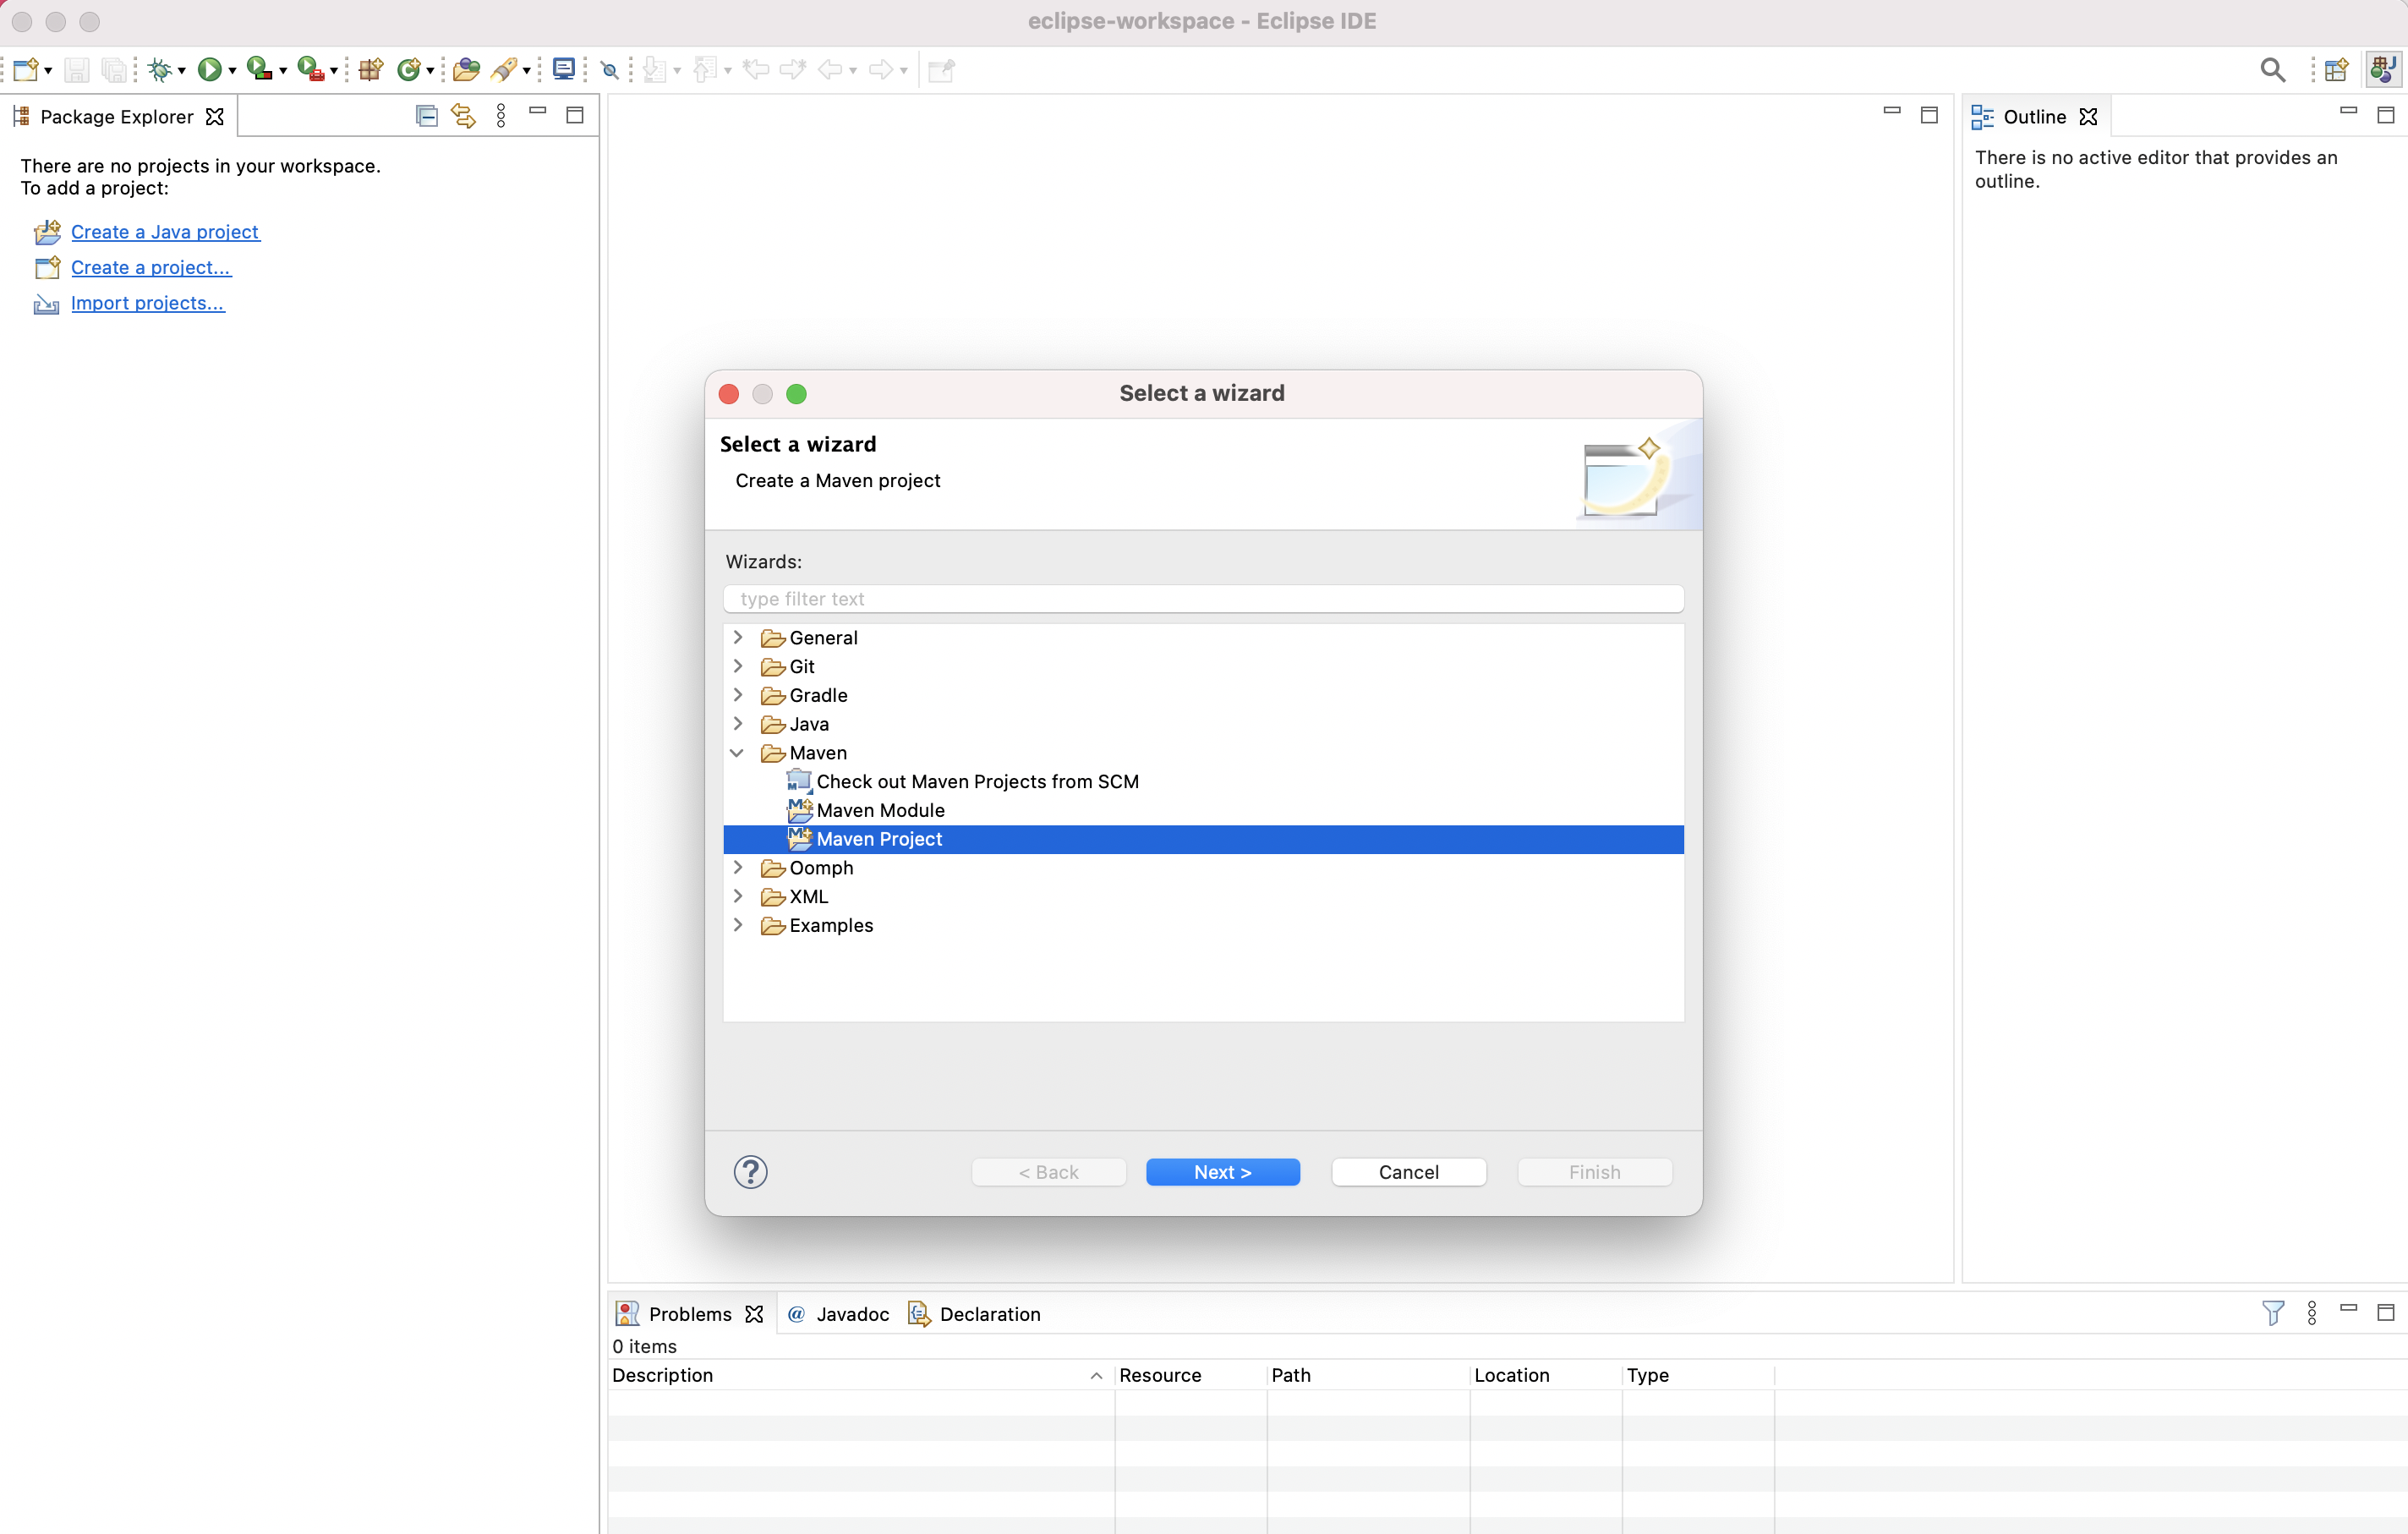 eclipse-workspace - Eclipse IDE
Package Explorer
There are no projects in your workspace.
To add a project:
Create a Java project
Create a project...
Import projects...
Outline
There is no active editor that provides an
outline.
Select a wizard
Select a wizard
Create a Maven project
Wizards:
type filter text
General
Git
Gradle
Java
Maven
Check out Maven Projects from SCM
Maven Module
Maven Project
Oomph
XML
Examples
?
< Back
Next >
Cancel
Finish
Problems
@ Javadoc
Declaration
0 items
Description
Resource
Path
Location
Type